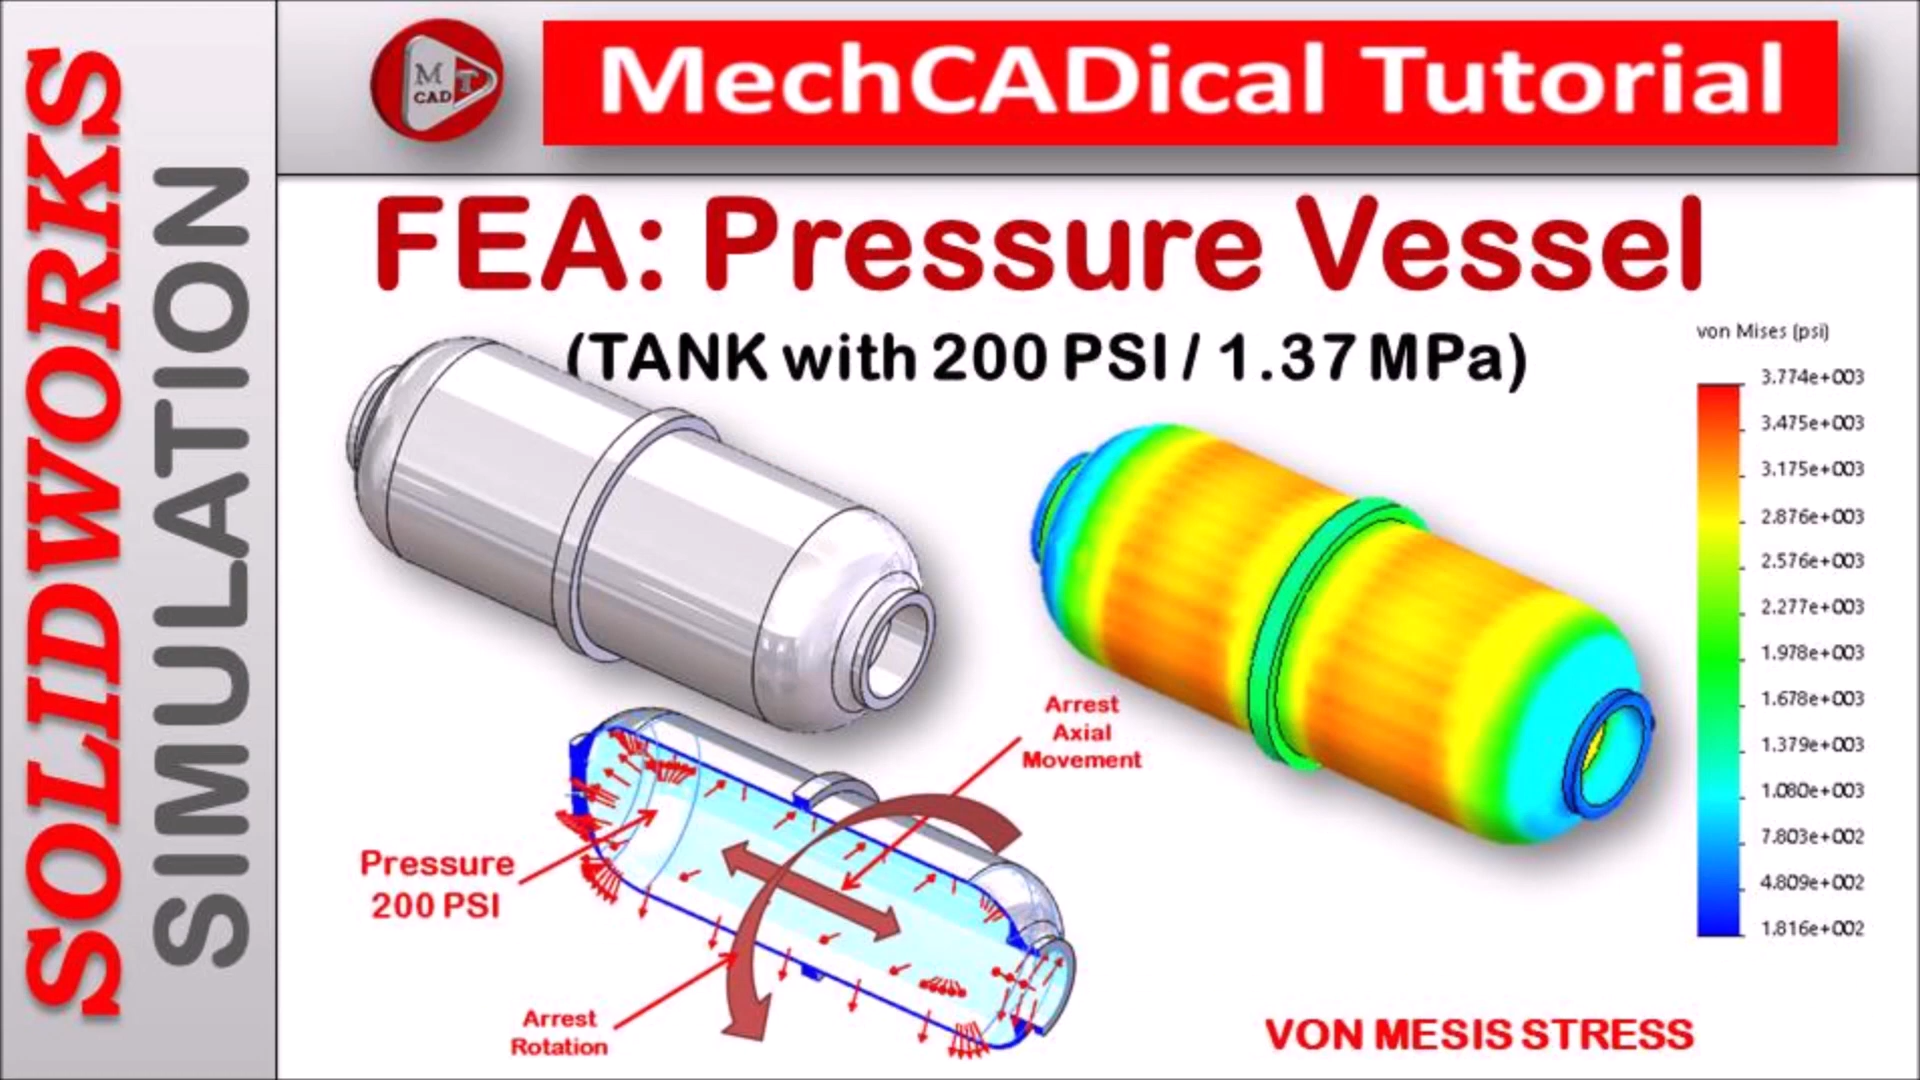 SOLIDWORKS
SIMULATION
M T
CAD
MechCADical Tutorial
FEA: Pressure Vessel
(TANK with 200 PSI / 1.37 MPa)
von Mises (psi)
3.774e+003
3.475e+003
3.175e+003
2.876e+003
2.576e+003
2.277e+003
1.978e+003
1.678e+003
1.379e+003
1.080e+003
7.803e+002
4.809e+002
1.816e+002
Arrest
Axial
Movement
Pressure
200 PSI
Arrest
Rotation
VON MESIS STRESS